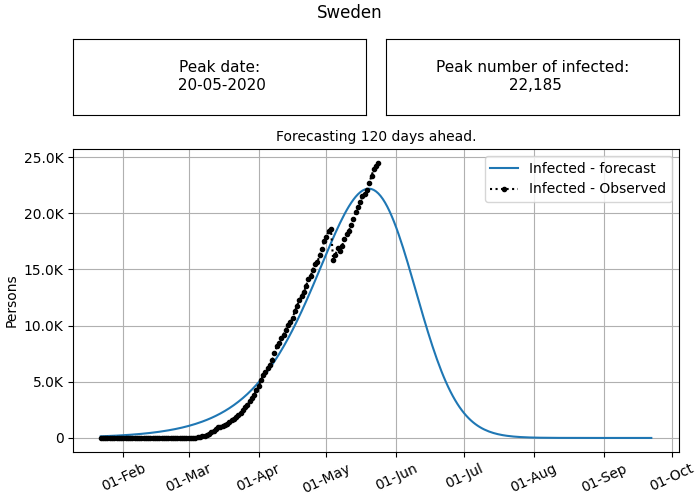 Sweden
Peak date:
20-05-2020
Peak number of infected:
22,185
Forecasting 120 days ahead.
25.0K
20.0K
15.0K
10.0K
5.0K
0
Persons
Infected - forecast
Infected - Observed
01-Feb
01-Mar
01-Apr
01-May
01-Jun
01-Jul
01-Aug
01-Sep
01-Oct